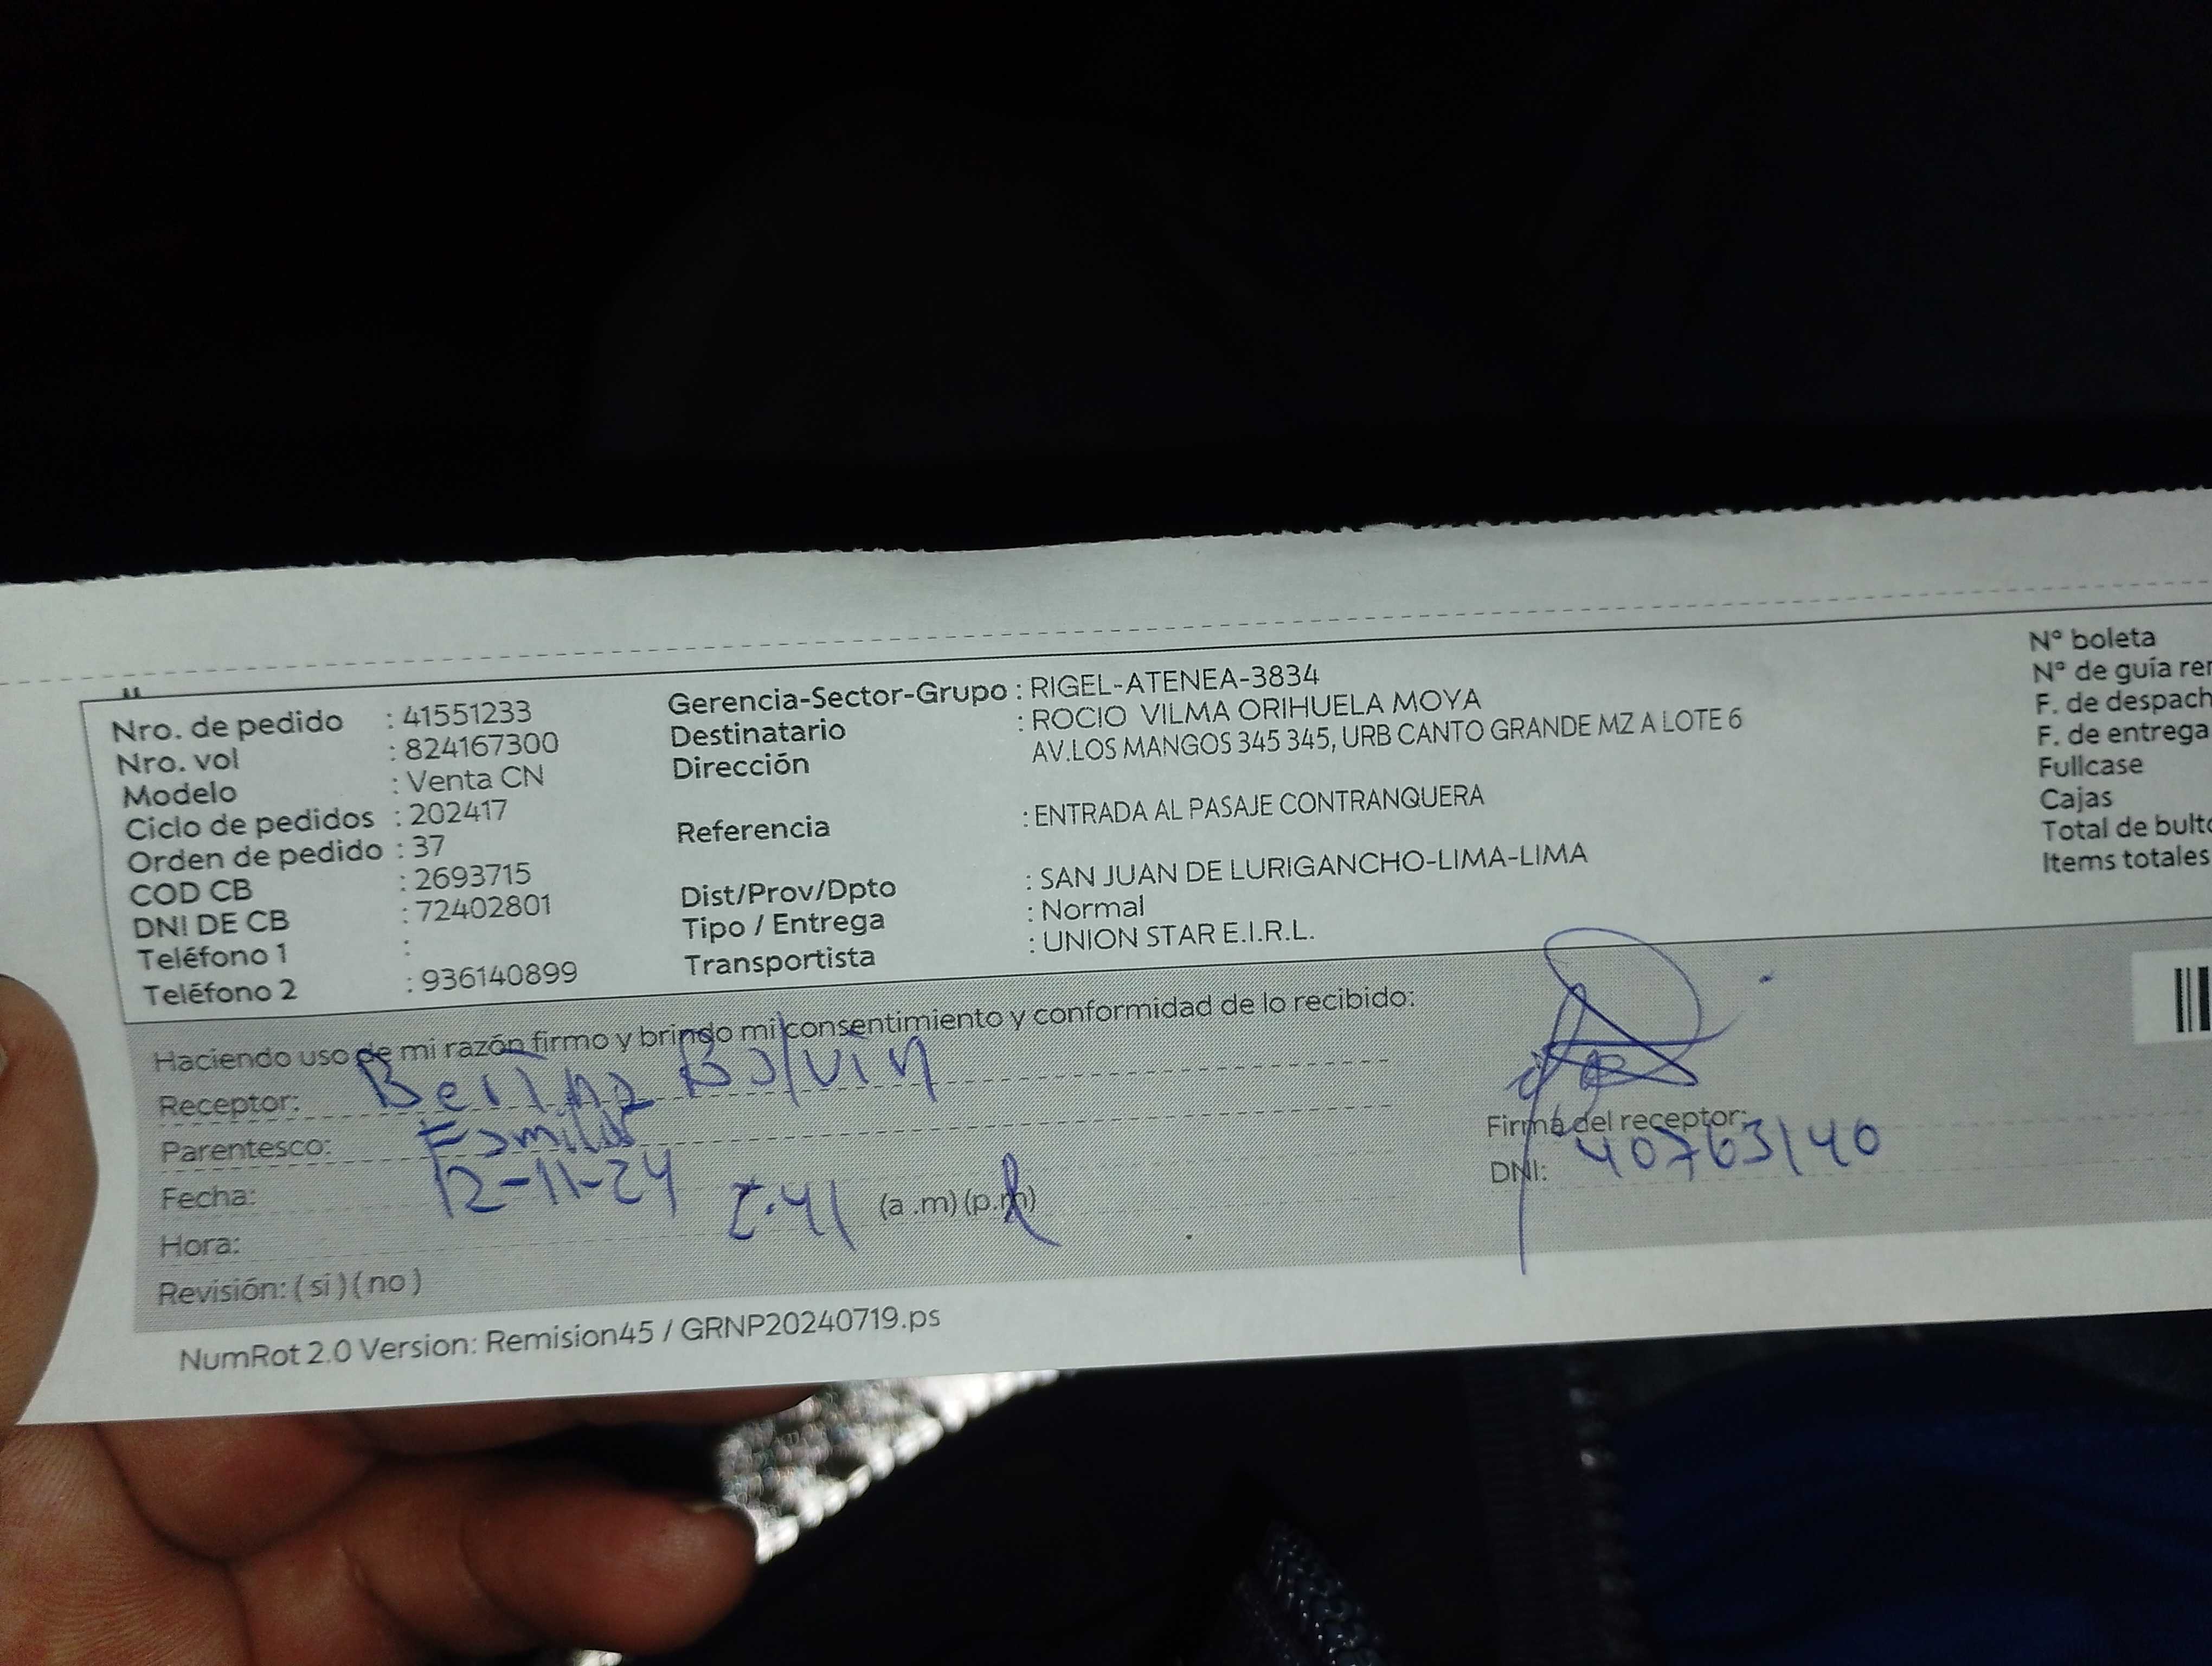 Nro. de pedido : 41551233
Nro. vol : 824167300
Modelo : Venta CN
Ciclo de pedidos : 202417
Orden de pedido : 37
COD CB : 2693715
DNI DE CB : 72402801
Teléfono 1 :
Teléfono 2 : 936140899
Gerencia-Sector-Grupo : RIGEL-ATENEA-3834
Destinatario : ROCIO VILMA ORIHUELA MOYA
Dirección AV.LOS MANGOS 345 345, URB CANTO GRANDE MZ A LOTE 6
Referencia : ENTRADA AL PASAJE CONTRANQUERA
Dist/Prov/Dpto : SAN JUAN DE LURIGANCHO-LIMA-LIMA
Tipo / Entrega : Normal
Transportista : UNION STAR E.I.R.L.
N° boleta
N° de guía
F. de
F. de entrega
Fullcase
Cajas
Total de
Items totales
Haciendo uso de mi razón firmo y brindo mi consentimiento y conformidad de lo recibido:
Receptor:
Parentesco: Familiar
Fecha: 12-11-24
Hora: 2.41 (a .m) (p.m)
Revisión: ( si ) ( no )
Firma del receptor:
DNI: 40763140
NumRot 2.0 Version: Remision45 / GRNP20240719.ps